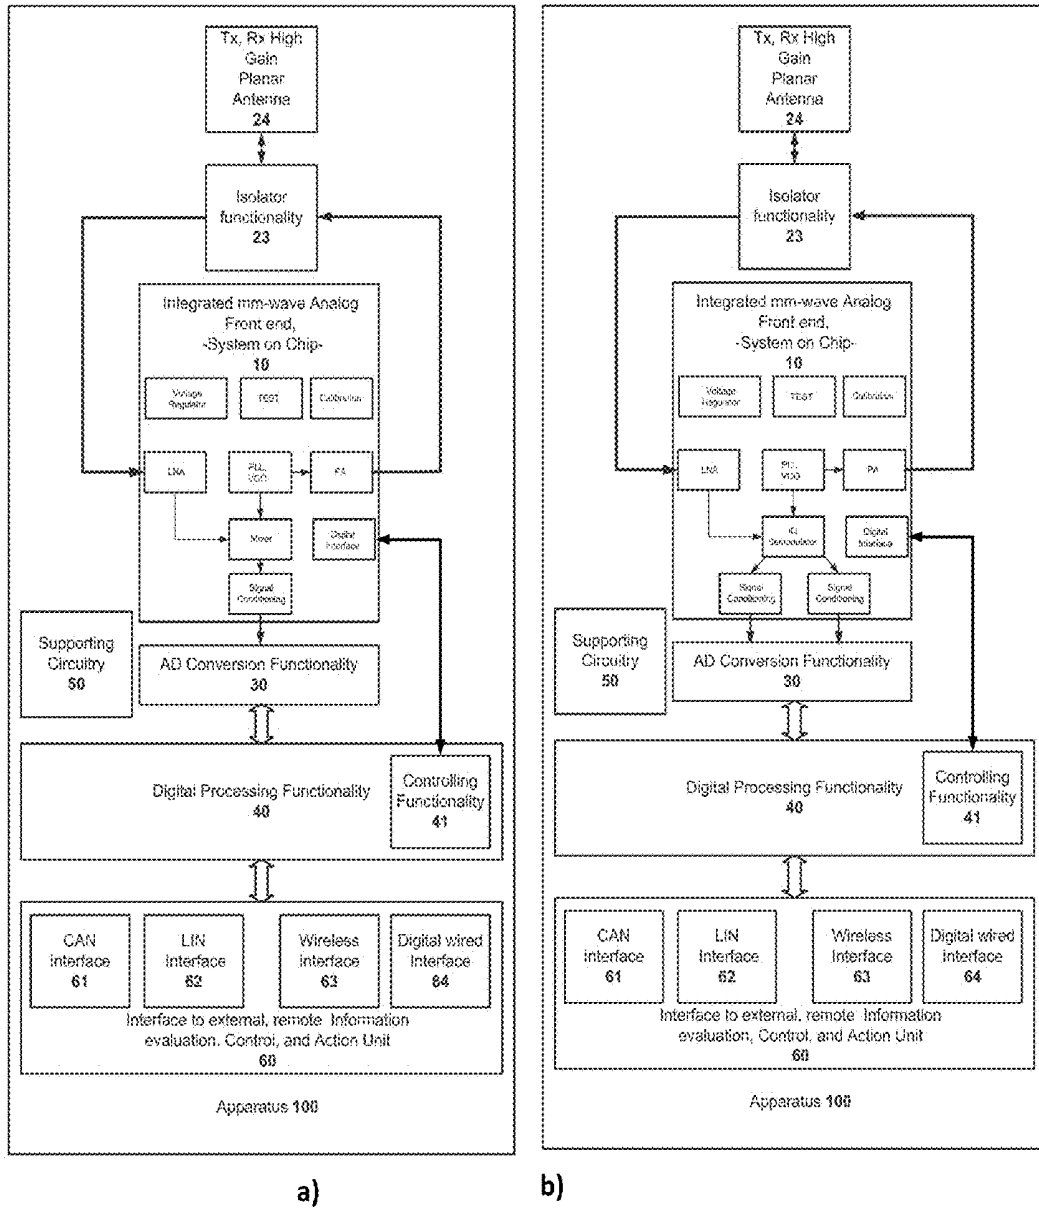 Tx, Rx High
Gain
Planar
Antenna
24
Isolator
functionality
23
Integrated mm-wave Analog
Front end,
-System on Chip-
10
Voltage
Regulator
TEST
Calibration
LNA
PLL,
VCO
PA
Mixer
Digital
Interface
Signal
Conditioning
Supporting
Circuitry
50
AD Conversion Functionality
30
Digital Processing Functionality
40
Controlling
Functionality
41
CAN
interface
61
LIN
Interface
62
Wireless
interface
63
Digital wired
Interface
64
Interface to external, remote Information
evaluation, Control, and Action Unit
60
Apparatus 100
a)
Tx, Rx High
Gain
Planar
Antenna
24
Isolator
functionality
23
Integrated mm-wave Analog
Front end,
-System on Chip-
10
Voltage
Regulator
TEST
Calibration
LNA
PLL,
VCO
PA
IQ
Demodulator
Digital
Interface
Signal
Conditioning
Signal
Conditioning
Supporting
Circuitry
50
AD Conversion Functionality
30
Digital Processing Functionality
40
Controlling
Functionality
41
CAN
interface
61
LIN
Interface
62
Wireless
interface
63
Digital wired
Interface
64
Interface to external, remote Information
evaluation, Control, and Action Unit
60
Apparatus 100
b)